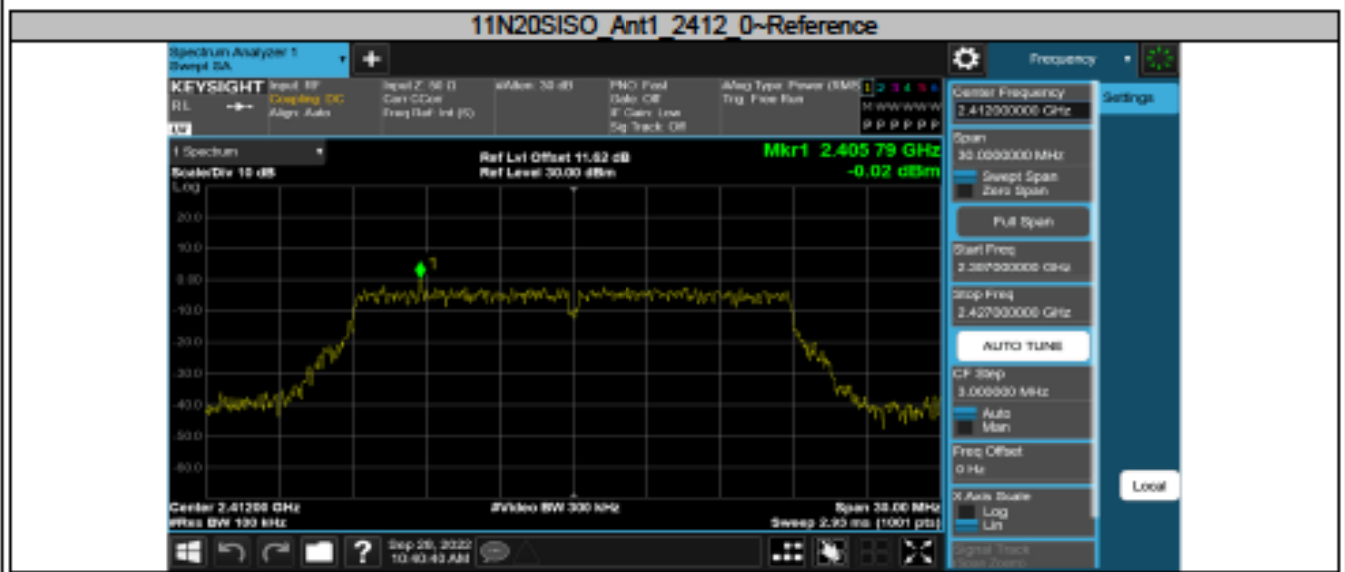 11N20SISO_Ant1_2412_0~Reference
Spectrum Analyzer 1
Swept SA
Frequency
KEYSIGHT
Input: RF
RL
Coupling: DC
Align: Auto
Input Z: 50 Ω
Corr CCorr
Freq Ref: Int (S)
#Atten: 30 dB
PNO: Fast
Gate: Off
IF Gain: Low
Sig Track: Off
#Avg Type: Power (RMS
Trig: Free Run
1 2 3 4 5 6
M W W W W W
P P P P P P
1 Spectrum
Scale/Div 10 dB
Log
Ref Lvl Offset 11.62 dB
Ref Level 30.00 dBm
Mkr1 2.405 79 GHz
-0.02 dBm
20.0
10.0
0.00
-10.0
-20.0
-30.0
-40.0
-50.0
-60.0
1
Center 2.41200 GHz
#Res BW 100 kHz
#Video BW 300 kHz
Span 30.00 MHz
Sweep 2.93 ms (1001 pts)
Sep 28, 2022
10:40:40 AM
Center Frequency
2.412000000 GHz
Settings
Span
30.0000000 MHz
Swept Span
Zero Span
Full Span
Start Freq
2.397000000 GHz
Stop Freq
2.427000000 GHz
AUTO TUNE
CF Step
3.000000 MHz
Auto
Man
Freq Offset
0 Hz
X Axis Scale
Log
Lin
Local
Signal Track
(Span Zoom)